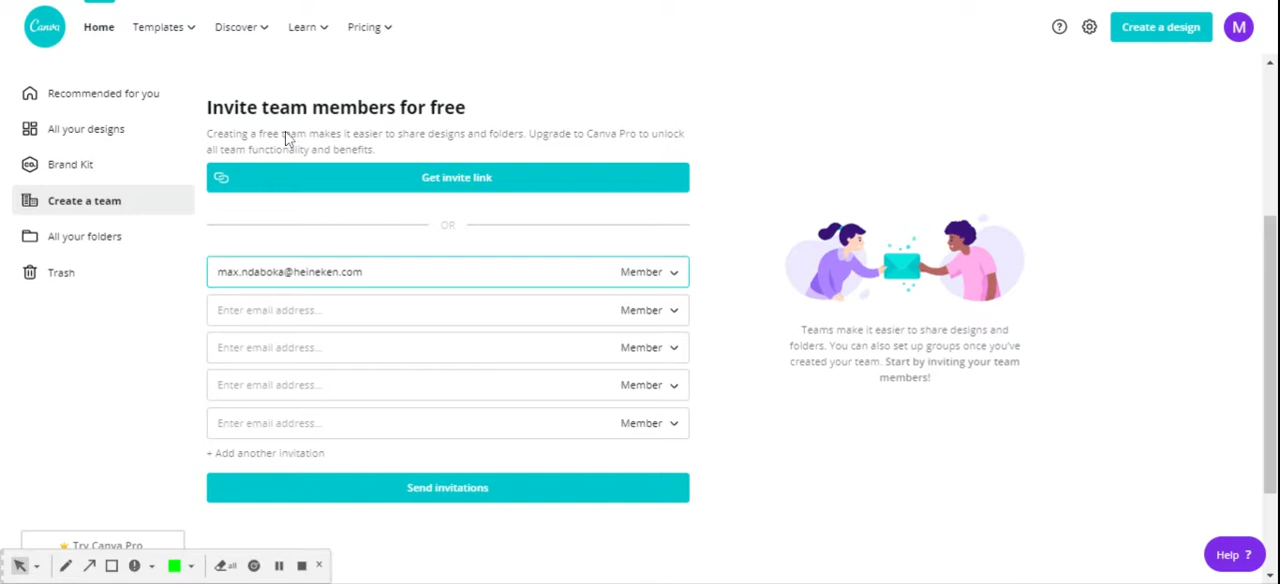 Canva Home Templates Discover Learn Pricing Create a design M
Recommended for you
All your designs
Brand Kit
co.
Create a team
All your folders
Trash
Try Canva Pro
Invite team members for free
Creating a free team makes it easier to share designs and folders. Upgrade to Canva Pro to unlock
all team functionality and benefits.
Get invite link
OR
max.ndaboka@heineken.com Member
Enter email address... Member
Enter email address... Member
Enter email address... Member
Enter email address... Member
+ Add another invitation
Send invitations
Teams make it easier to share designs and
folders. You can also set up groups once you've
created your team. Start by inviting your team
members!
all
Help ?